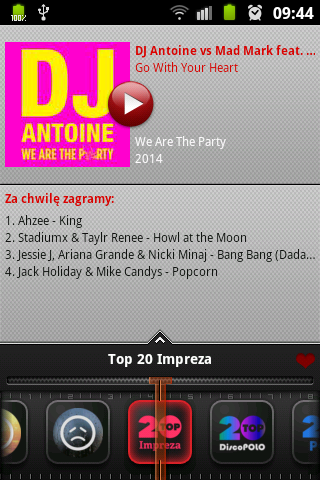 100%
09:44
DJ
ANTOINE
WE ARE THE PARTY
DJ Antoine vs Mad Mark feat. ...
Go With Your Heart
We Are The Party
2014
Za chwilę zagramy:
1. Ahzee - King
2. Stadiumx & Taylr Renee - Howl at the Moon
3. Jessie J, Ariana Grande & Nicki Minaj - Bang Bang (Dada...
4. Jack Holiday & Mike Candys - Popcorn
Top 20 Impreza
20 TOP
Impreza
20 TOP
DiscoPOLO